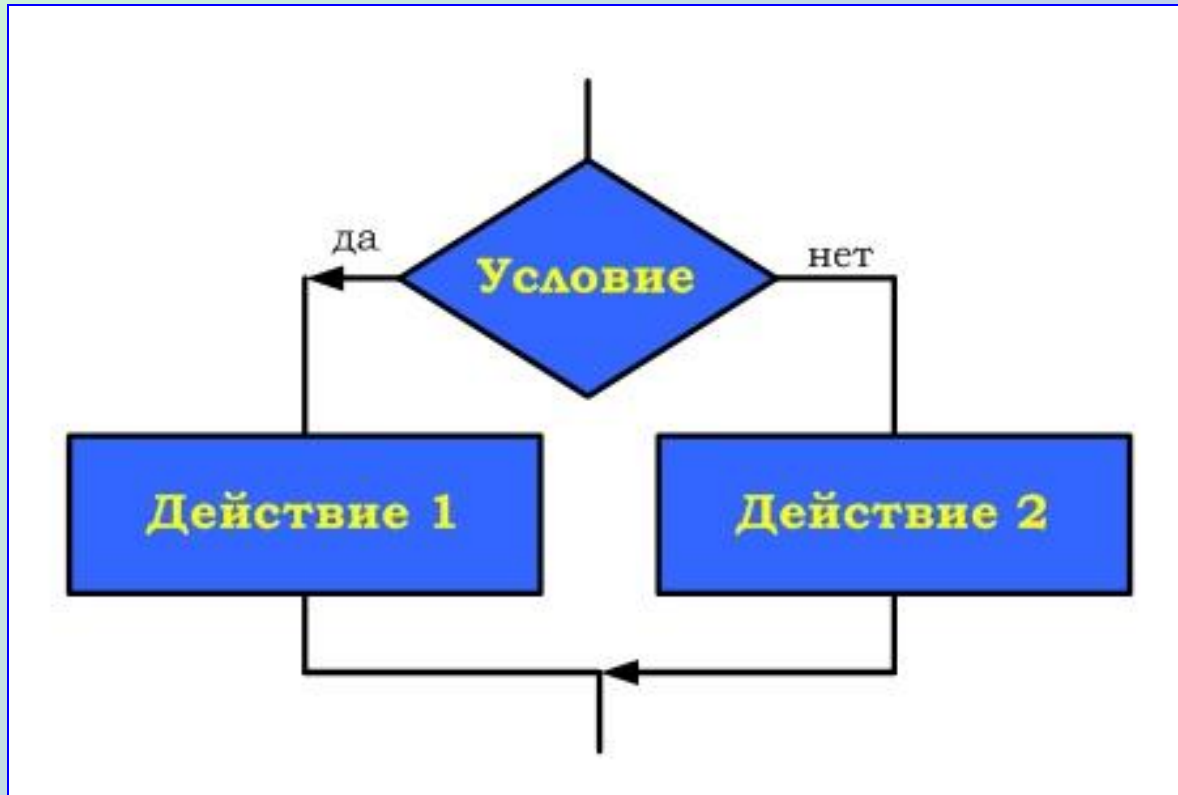 да
нет
Условие
Действие 1
Действие 2